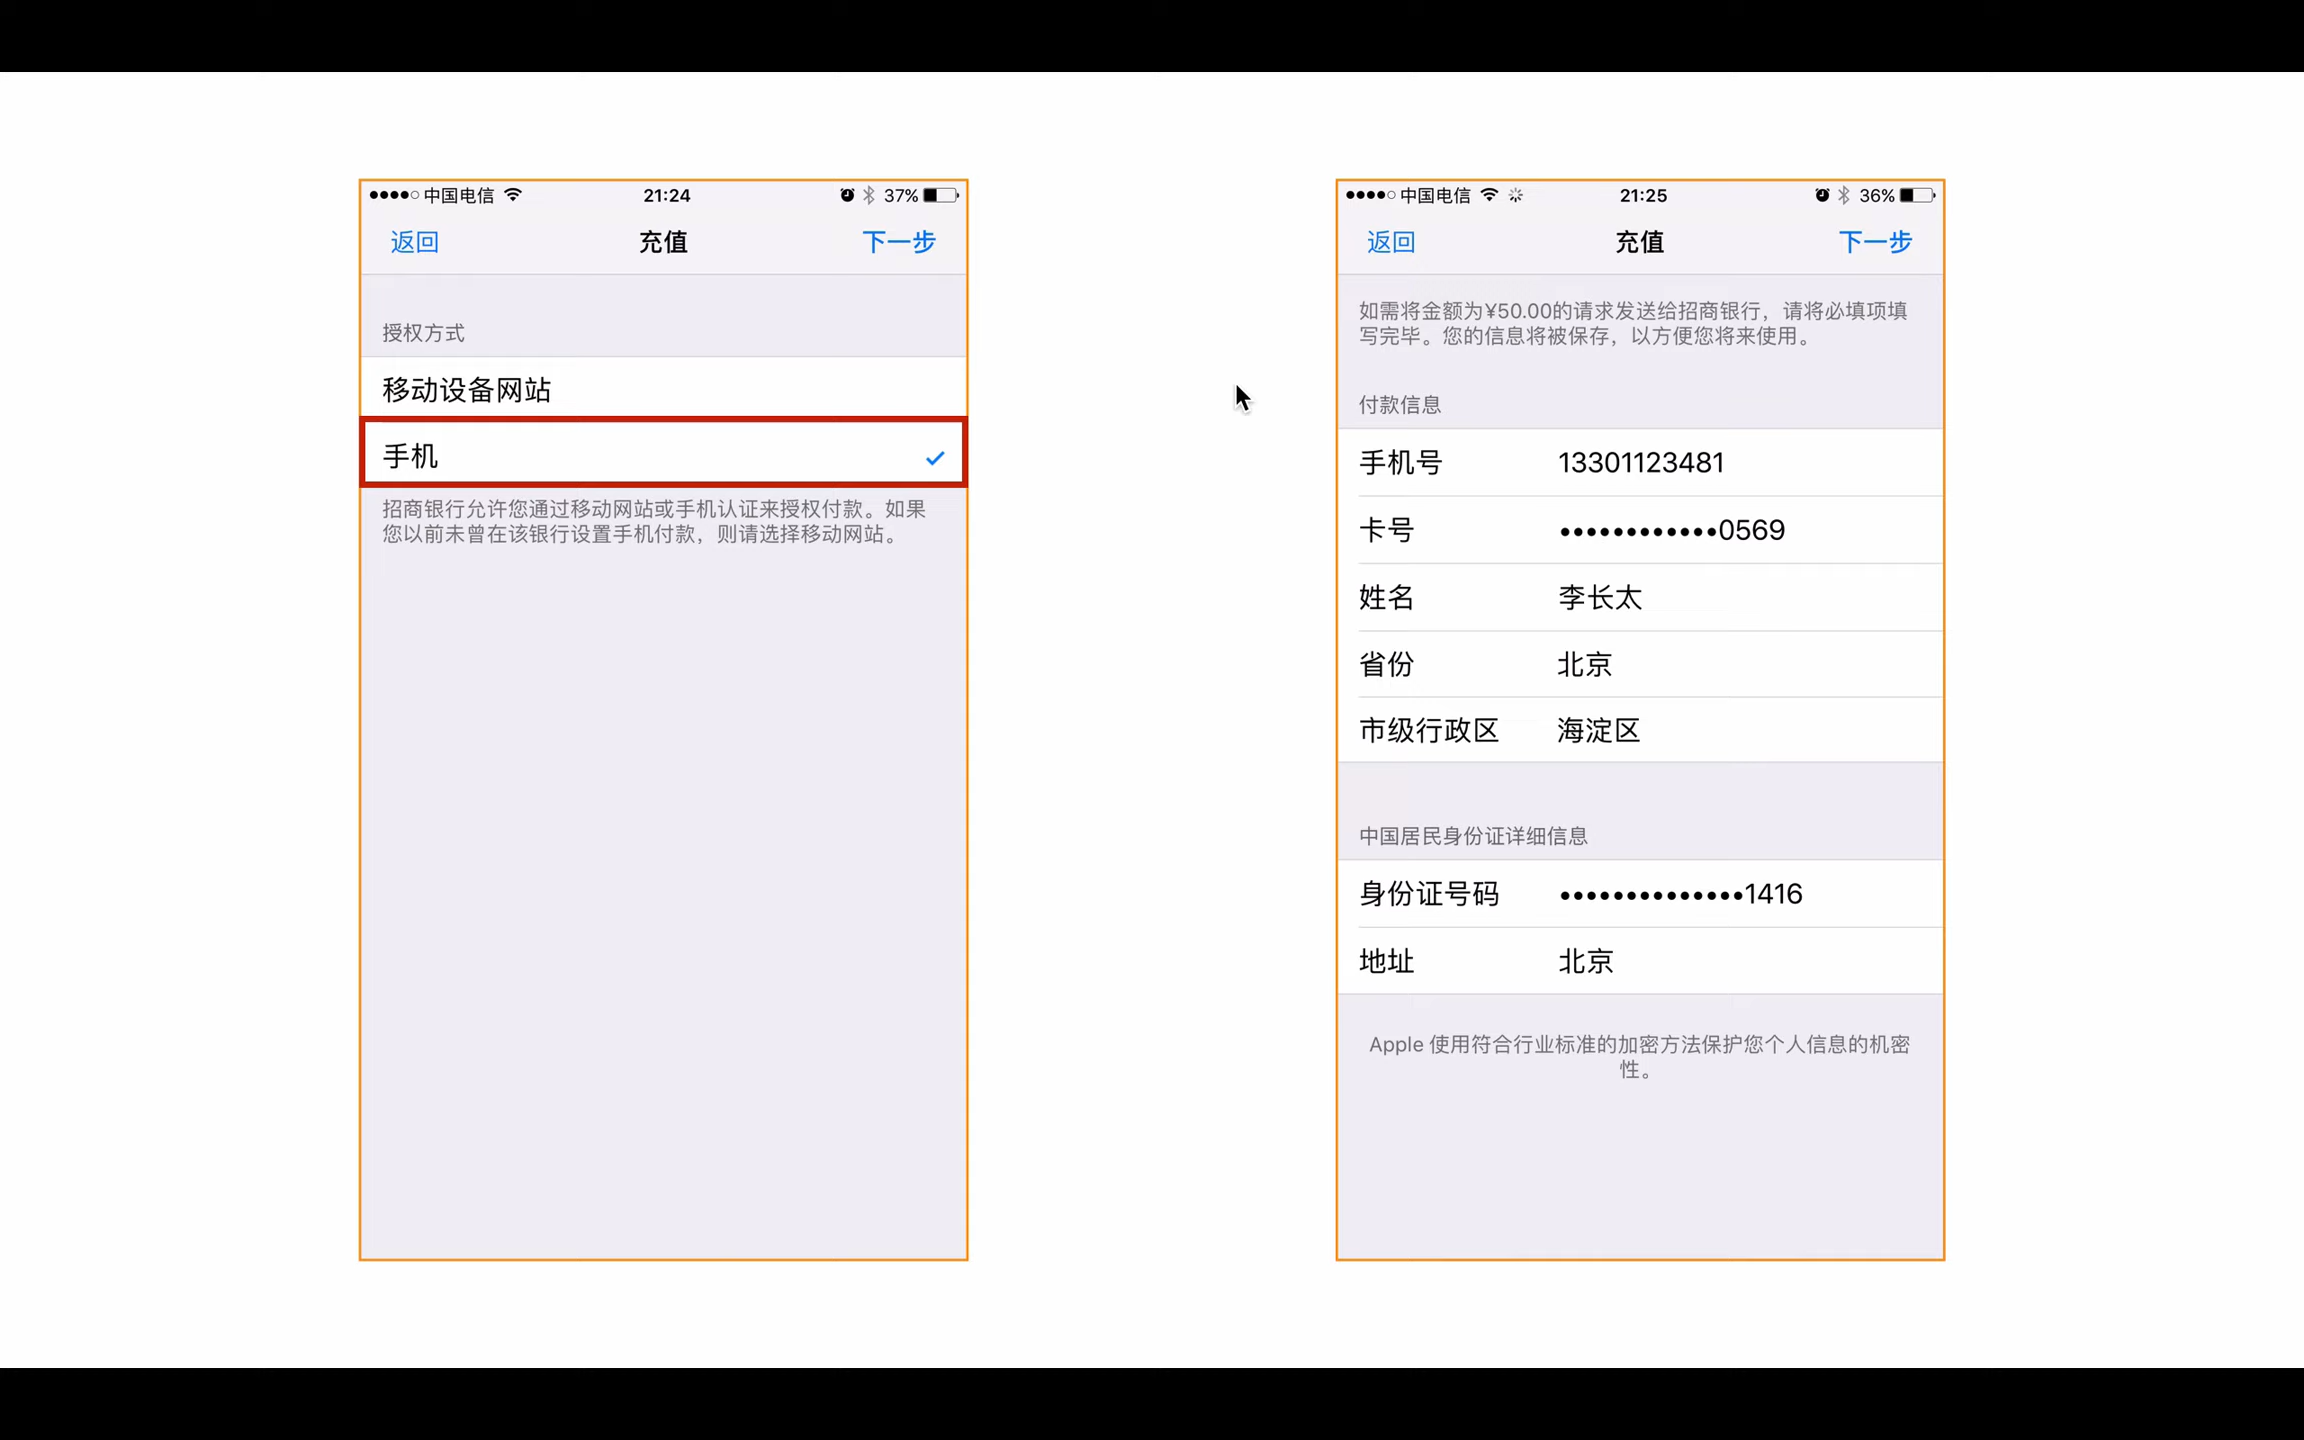 中国电信 21:24 37%
返回 充值 下一步
授权方式
移动设备网站
手机
招商银行允许您通过移动网站或手机认证来授权付款。如果
您以前未曾在该银行设置手机付款，则请选择移动网站。
中国电信 21:25 36%
返回 充值 下一步
如需将金额为¥50.00的请求发送给招商银行，请将必填项填
写完毕。您的信息将被保存，以方便您将来使用。
付款信息
手机号 13301123481
卡号 ••••••••••••0569
姓名 李长太
省份 北京
市级行政区 海淀区
中国居民身份证详细信息
身份证号码 ••••••••••••••1416
地址 北京
Apple 使用符合行业标准的加密方法保护您个人信息的机密
性。